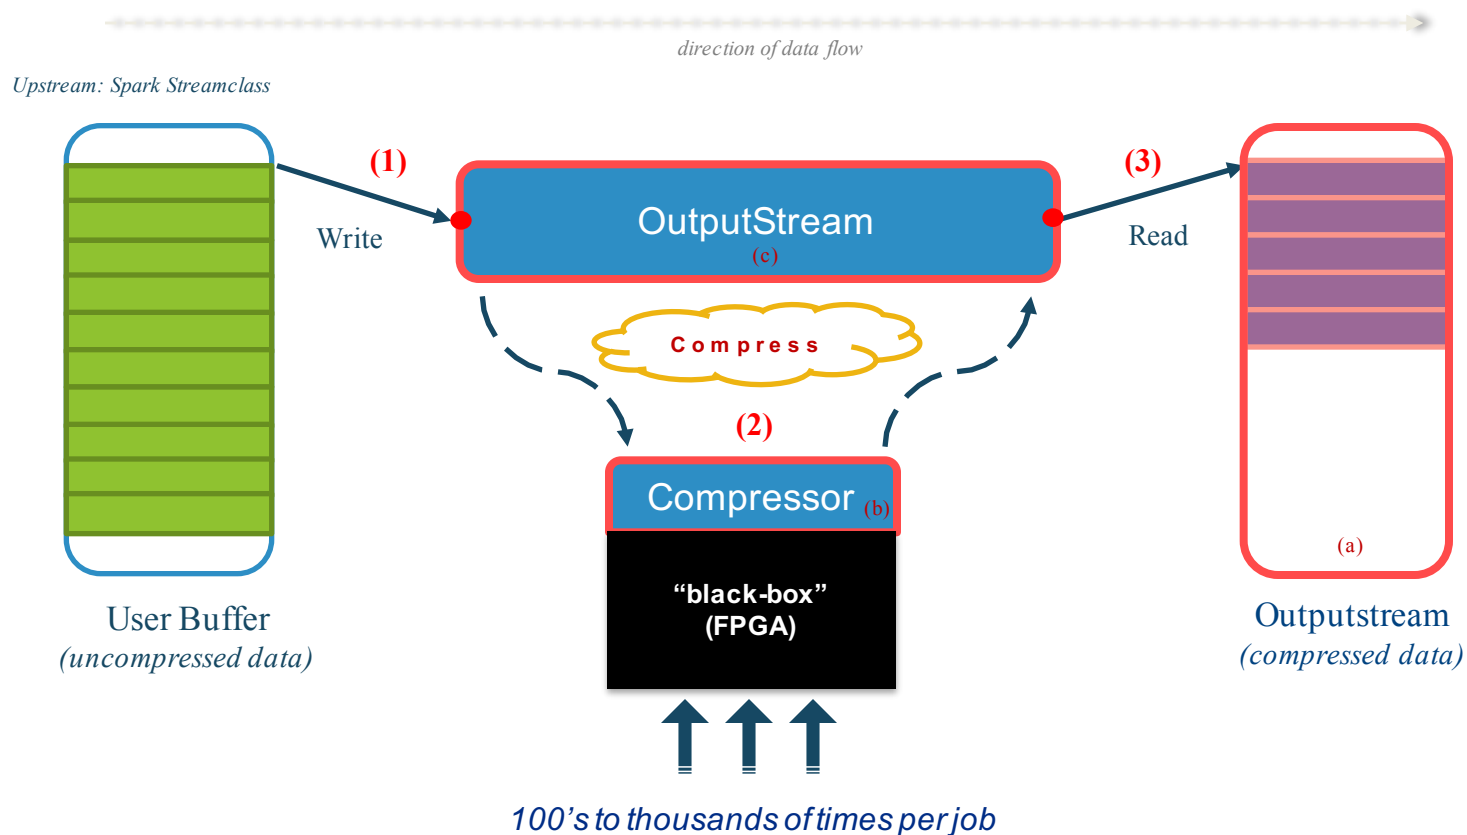 direction of data flow
Upstream: Spark Streamclass
(1)
(3)
OutputStream
(c)
Write
Read
Compress
(2)
Compressor (b)
(a)
“black-box”
(FPGA)
User Buffer
(uncompressed data)
Outputstream
(compressed data)
100’s to thousands of times per job